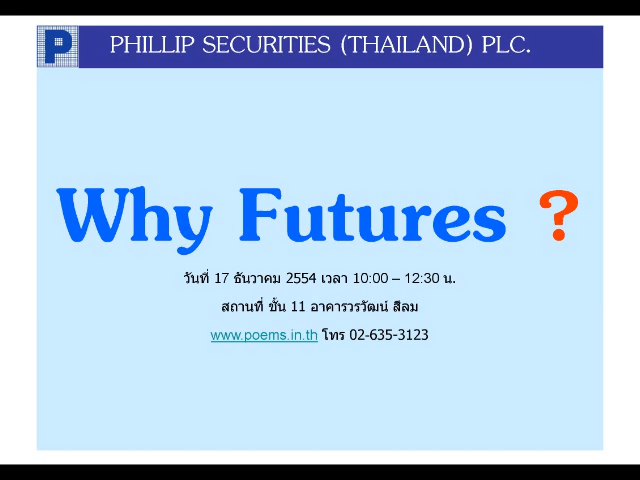 P PHILLIP SECURITIES (THAILAND) PLC.
Why Futures ?
วันที่ 17 ธันวาคม 2554 เวลา 10:00 – 12:30 น.
สถานที่ ชั้น 11 อาคารวรวัฒน์ สีลม
www.poems.in.th โทร 02-635-3123